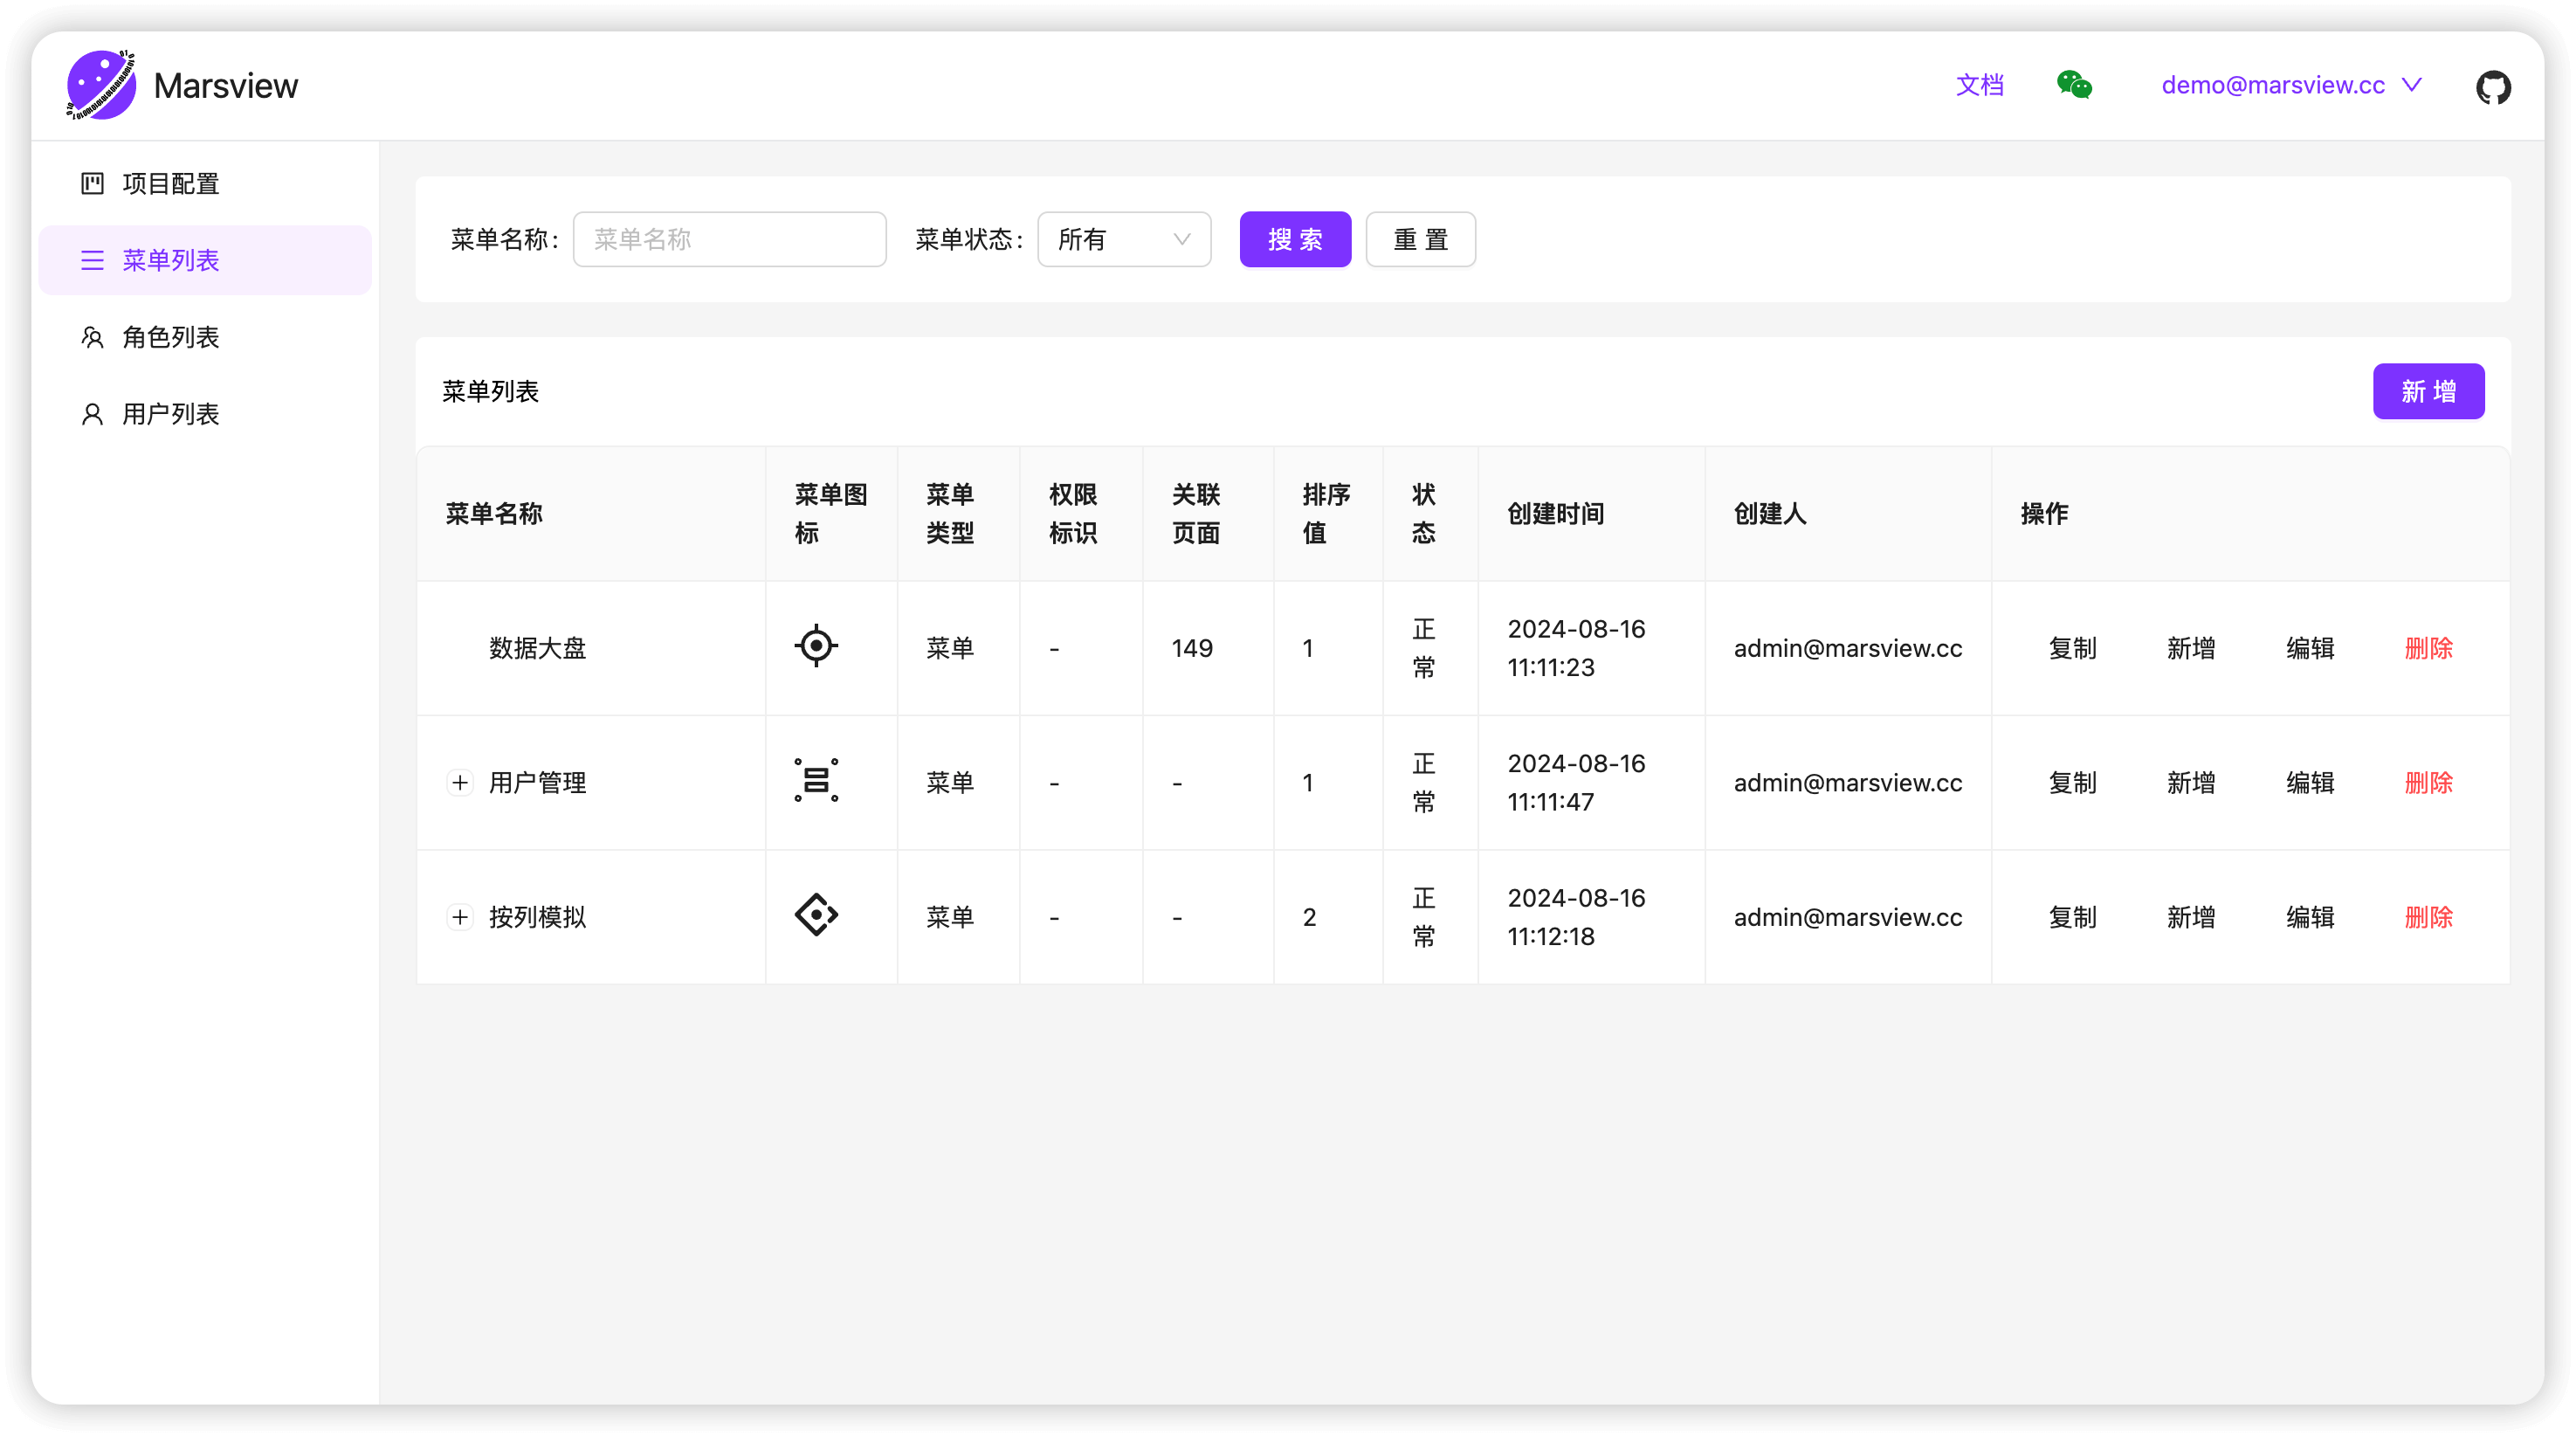 Marsview
文档
demo@marsview.cc
项目配置
菜单列表
角色列表
用户列表
菜单名称: 菜单名称 菜单状态: 所有 搜 索 重 置
菜单列表 新 增
菜单名称 菜单图标 菜单类型 权限标识 关联页面 排序值 状态 创建时间 创建人 操作
数据大盘 菜单 - 149 1 正常 2024-08-16 11:11:23 admin@marsview.cc 复制 新增 编辑 删除
用户管理 菜单 - - 1 正常 2024-08-16 11:11:47 admin@marsview.cc 复制 新增 编辑 删除
按列模拟 菜单 - - 2 正常 2024-08-16 11:12:18 admin@marsview.cc 复制 新增 编辑 删除